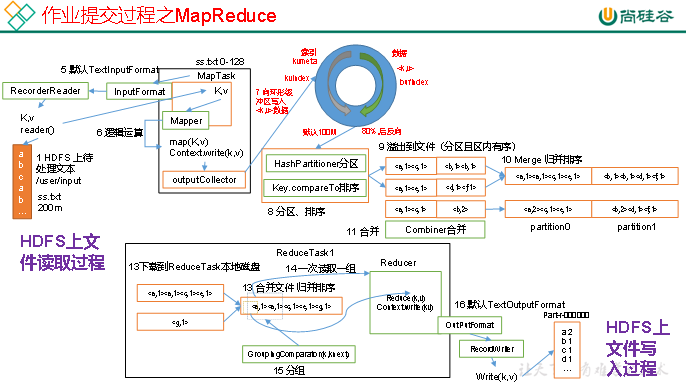 作业提交过程之MapReduce
尚硅谷
ss.txt 0-128
MapTask
5 默认TextInputFormat
RecorderReader
InputFormat
K,v
K,v
reader()
Mapper
6 逻辑运算
map(K,v)
Context.write(k,v)
outputCollector
a
b
c
a
b
...
1 HDFS 上待
处理文本
/user/input
ss.txt
200m
HDFS上文
件读取过程
索引
kvmeta
kvindex
数据
<k,v>
bufindex
7 向环形缓
冲区写入
<k,v>数据
默认100M
80%,后反向
HashPartitioner分区
Key.compareTo排序
8 分区、排序
9 溢出到文件（分区且区内有序）
<a,1><c,1>
<b,1><b,1>
<a,1><e,1>
<d,1><f1>
<a,1><c,1>
<b,2>
10 Merge 归并排序
<a,1><a,1><c,1><e,1>
<b,1><b,1><d,1><f1>
<a,2><c,1><e,1>
<b,2><d,1><f1>
partition0
partition1
11 合并
Combiner合并
ReduceTask1
13下载到ReduceTask本地磁盘
14 一次读取一组
Reducer
13 合并文件 归并排序
<a,1><a,1><c,1><e,1>
<g,1>
<a,1><a,1><c,1><e,1><g,1>
Reduce(k,v)
Context.write(k,v)
GroupingComparator(k,knext)
15 分组
16 默认TextOutputFormat
OutPutFormat
RecordWriter
Write(k,v)
Part-r-000000
a 2
b 1
c 1
d 1
...
HDFS上
文件写
入过程